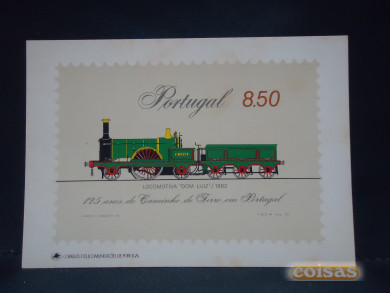 Portugal 8.50
LOCOMOTIVA "DOM LUIZ" / 1862
125 anos de Caminho de Ferro em Portugal
CORREIOS E TELECOMUNICAÇÕES DE PORTUGAL
coisas